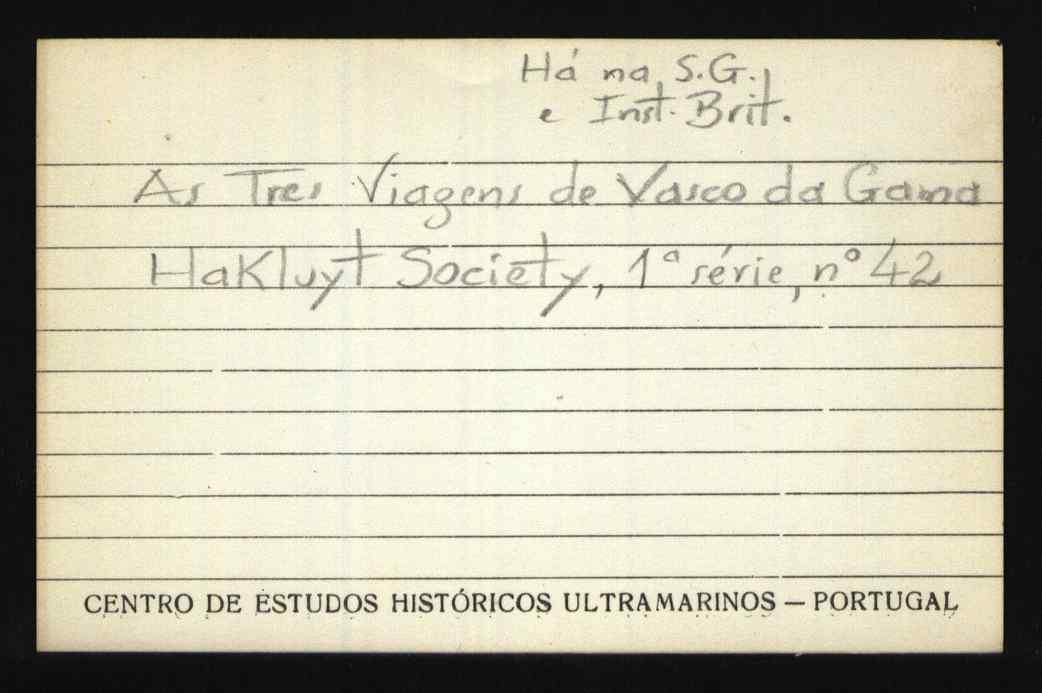 Há na S.G.
e Inst. Brit.
As Tres Viagens de Vasco da Gama
Hakluyt Society, 1ª série, nº 42
CENTRO DE ESTUDOS HISTÓRICOS ULTRAMARINOS — PORTUGAL